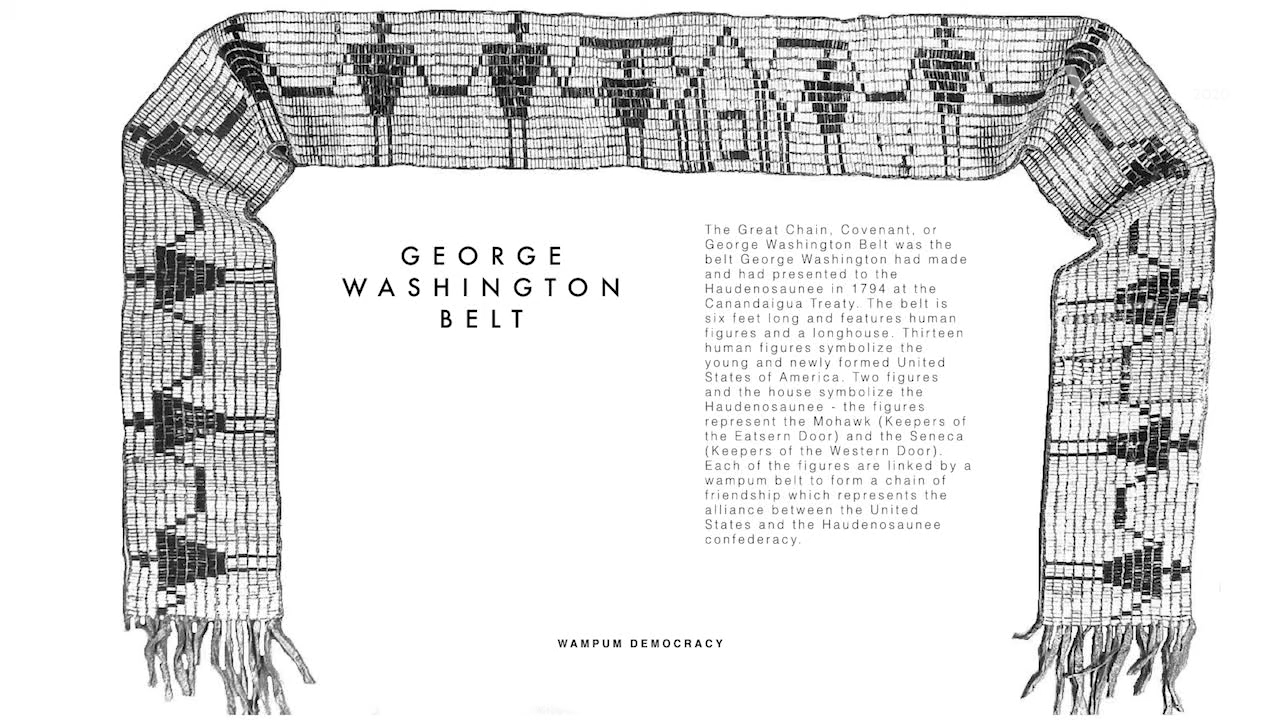 GEORGE
WASHINGTON
BELT
The Great Chain, Covenant, or
George Washington Belt was the
belt George Washington had made
and had presented to the
Haudenosaunee in 1794 at the
Canandaigua Treaty. The belt is
six feet long and features human
figures and a longhouse. Thirteen
human figures symbolize the
young and newly formed United
States of America. Two figures
and the house symbolize the
Haudenosaunee - the figures
represent the Mohawk (Keepers of
the Eatsern Door) and the Seneca
(Keepers of the Western Door).
Each of the figures are linked by a
wampum belt to form a chain of
friendship which represents the
alliance between the United
States and the Haudenosaunee
confederacy.
WAMPUM DEMOCRACY